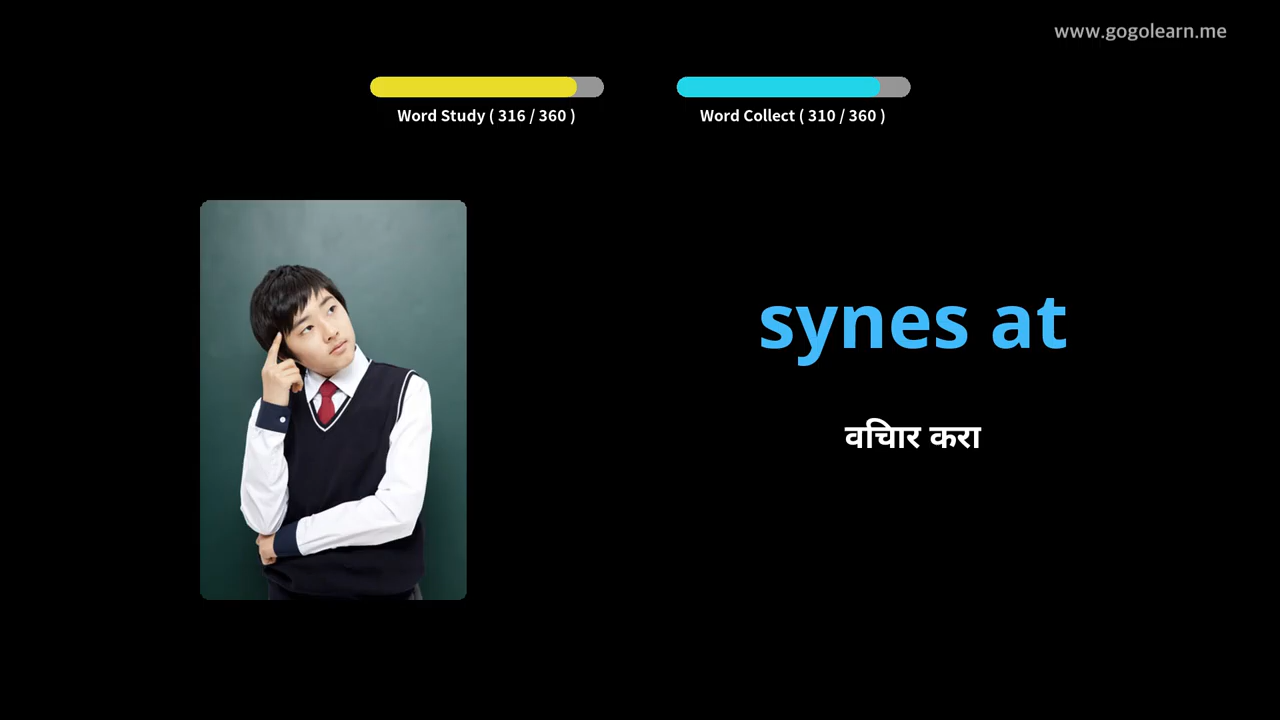 www.gogolearn.me
Word Study ( 316 / 360 )
Word Collect ( 310 / 360 )
synes at
वचिार करा